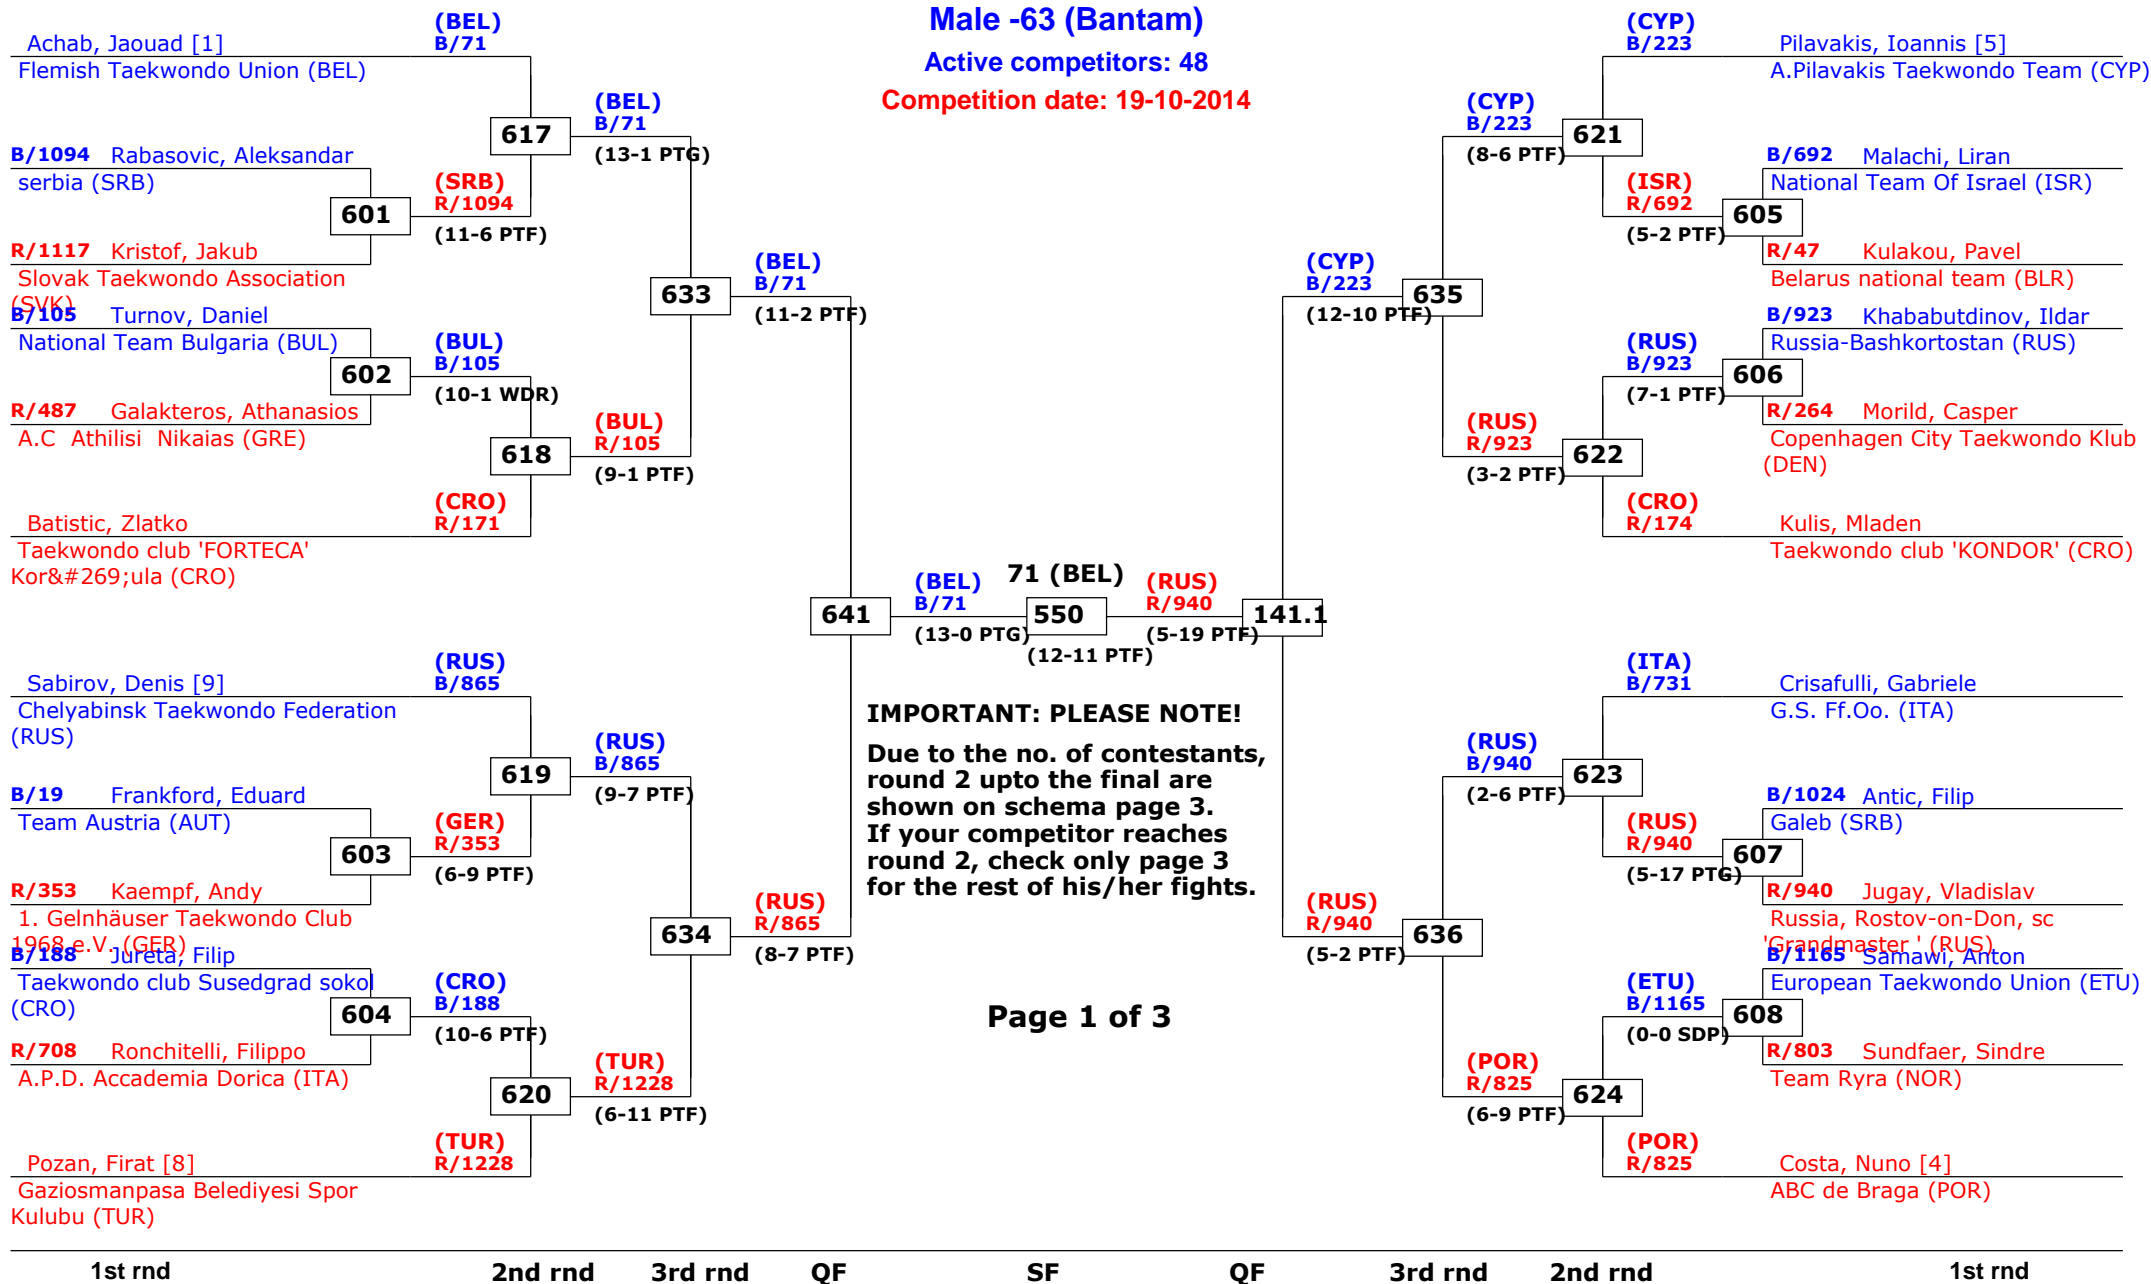 Male -63 (Bantam)
Active competitors: 48
Competition date: 19-10-2014
Achab, Jaouad [1]
Flemish Taekwondo Union (BEL)
(BEL)
B/71
B/1094 Rabasovic, Aleksandar
serbia (SRB)
601
R/1117 Kristof, Jakub
Slovak Taekwondo Association
(SVK)
(SRB)
R/1094
(11-6 PTF)
617
(BEL)
B/71
(13-1 PTG)
B/105 Turnov, Daniel
National Team Bulgaria (BUL)
602
R/487 Galakteros, Athanasios
A.C Athilisi Nikaias (GRE)
(BUL)
B/105
(10-1 WDR)
618
(BUL)
R/105
(9-1 PTF)
Batistic, Zlatko
Taekwondo club 'FORTECA'
Kor&#269;ula (CRO)
(CRO)
R/171
633
(BEL)
B/71
(11-2 PTF)
Sabirov, Denis [9]
Chelyabinsk Taekwondo Federation
(RUS)
(RUS)
B/865
B/19 Frankford, Eduard
Team Austria (AUT)
603
R/353 Kaempf, Andy
1. Gelnhäuser Taekwondo Club
1968 e.V. (GER)
(GER)
R/353
(6-9 PTF)
619
(RUS)
B/865
(9-7 PTF)
B/188 Jureta, Filip
Taekwondo club Susedgrad sokol
(CRO)
604
R/708 Ronchitelli, Filippo
A.P.D. Accademia Dorica (ITA)
(CRO)
B/188
(10-6 PTF)
620
(TUR)
R/1228
(6-11 PTF)
Pozan, Firat [8]
Gaziosmanpasa Belediyesi Spor
Kulubu (TUR)
(TUR)
R/1228
634
(RUS)
R/865
(8-7 PTF)
641
(BEL)
B/71
(13-0 PTG)
71 (BEL)
550
(12-11 PTF)
(RUS)
R/940
(5-19 PTF)
141.1
IMPORTANT: PLEASE NOTE!
Due to the no. of contestants,
round 2 upto the final are
shown on schema page 3.
If your competitor reaches
round 2, check only page 3
for the rest of his/her fights.
Page 1 of 3
(CYP)
B/223
Pilavakis, Ioannis [5]
A.Pilavakis Taekwondo Team (CYP)
(CYP)
B/223
(8-6 PTF)
621
B/692 Malachi, Liran
National Team Of Israel (ISR)
(ISR)
R/692
(5-2 PTF)
605
R/47 Kulakou, Pavel
Belarus national team (BLR)
(CYP)
B/223
(12-10 PTF)
635
B/923 Khababutdinov, Ildar
Russia-Bashkortostan (RUS)
(RUS)
B/923
(7-1 PTF)
606
R/264 Morild, Casper
Copenhagen City Taekwondo Klub
(DEN)
(RUS)
R/923
(3-2 PTF)
622
(CRO)
R/174
Kulis, Mladen
Taekwondo club 'KONDOR' (CRO)
(ITA)
B/731
Crisafulli, Gabriele
G.S. Ff.Oo. (ITA)
(RUS)
B/940
(2-6 PTF)
623
B/1024 Antic, Filip
Galeb (SRB)
(RUS)
R/940
(5-17 PTG)
607
R/940 Jugay, Vladislav
Russia, Rostov-on-Don, sc
'Grandmaster ' (RUS)
(RUS)
R/940
(5-2 PTF)
636
B/1165 Samawi, Anton
European Taekwondo Union (ETU)
(ETU)
B/1165
(0-0 SDP)
608
R/803 Sundfaer, Sindre
Team Ryra (NOR)
(POR)
R/825
(6-9 PTF)
624
(POR)
R/825
Costa, Nuno [4]
ABC de Braga (POR)
1st rnd 2nd rnd 3rd rnd QF SF QF 3rd rnd 2nd rnd 1st rnd